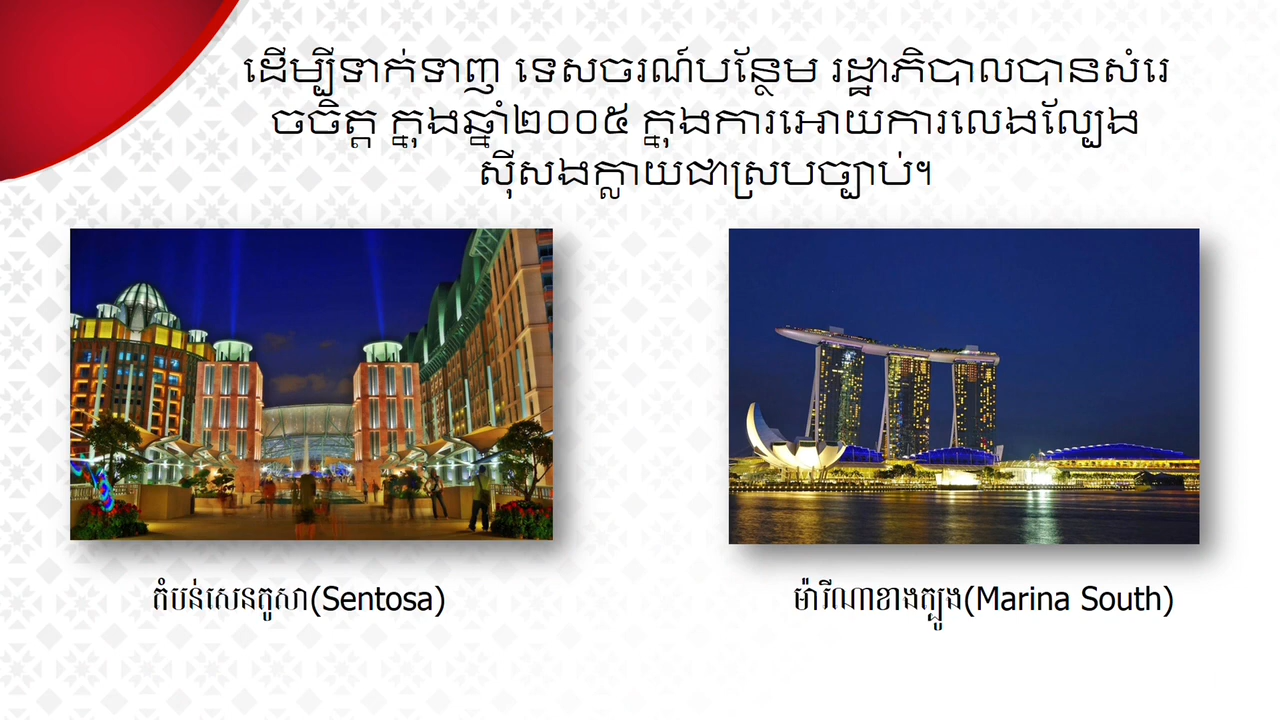 ដើម្បីទាក់ទាញ ទេសចរណ៍បន្ថែម រដ្ឋាភិបាលបានសំរេ
ចចិត្ត ក្នុងឆ្នាំ២០០៥ ក្នុងការអោយការលេងល្បែង
ស៊ីសងក្លាយជាស្របច្បាប់។
តំបន់សេនតូសា(Sentosa)
ម៉ារីណាខាងត្បូង(Marina South)